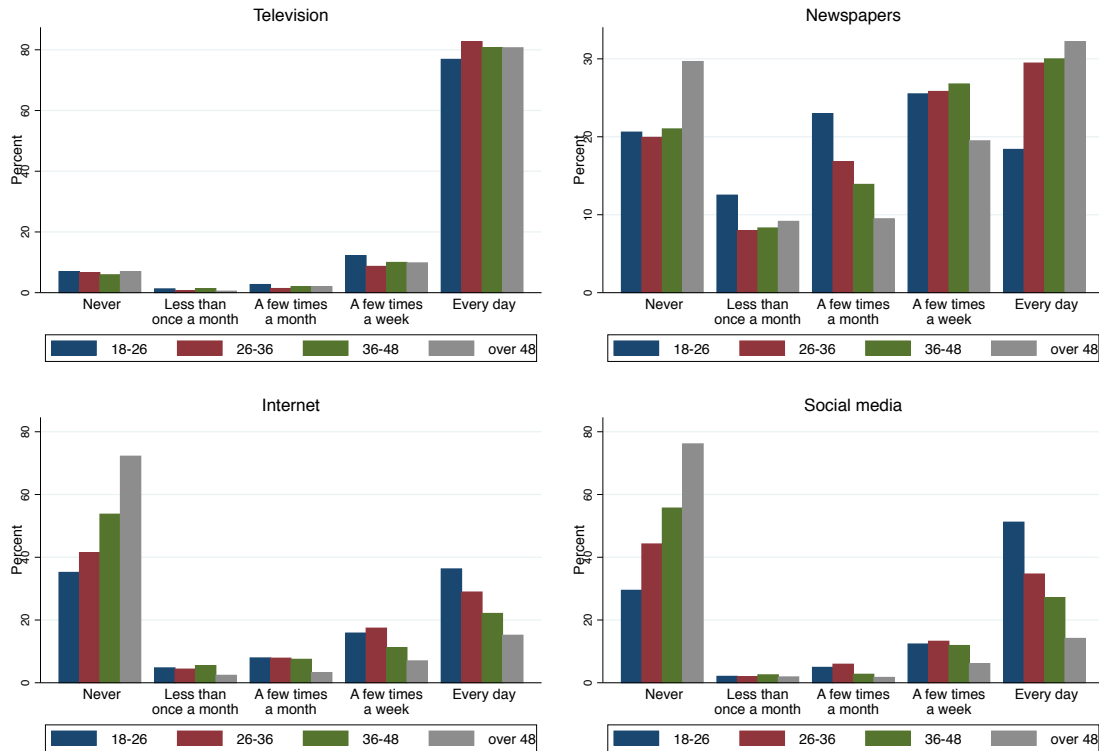 Television
Percent
80
60
40
20
0
Never
Less than
once a month
A few times
a month
A few times
a week
Every day
18-26 26-36 36-48 over 48
Newspapers
Percent
30
20
10
0
Never
Less than
once a month
A few times
a month
A few times
a week
Every day
18-26 26-36 36-48 over 48
Internet
Percent
80
60
40
20
0
Never
Less than
once a month
A few times
a month
A few times
a week
Every day
18-26 26-36 36-48 over 48
Social media
Percent
80
60
40
20
0
Never
Less than
once a month
A few times
a month
A few times
a week
Every day
18-26 26-36 36-48 over 48